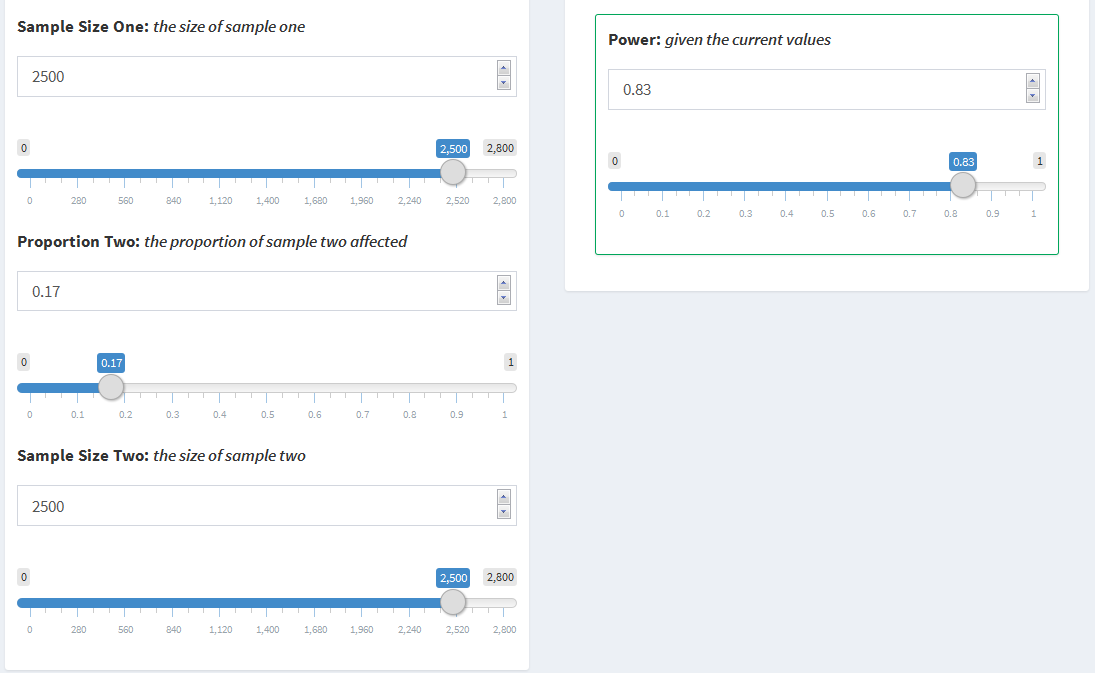 Sample Size One: the size of sample one
2500
0 2,500 2,800
0 280 560 840 1,120 1,400 1,680 1,960 2,240 2,520 2,800
Proportion Two: the proportion of sample two affected
0.17
0 0.17 1
0 0.1 0.2 0.3 0.4 0.5 0.6 0.7 0.8 0.9 1
Sample Size Two: the size of sample two
2500
0 2,500 2,800
0 280 560 840 1,120 1,400 1,680 1,960 2,240 2,520 2,800
Power: given the current values
0.83
0 0.83 1
0 0.1 0.2 0.3 0.4 0.5 0.6 0.7 0.8 0.9 1